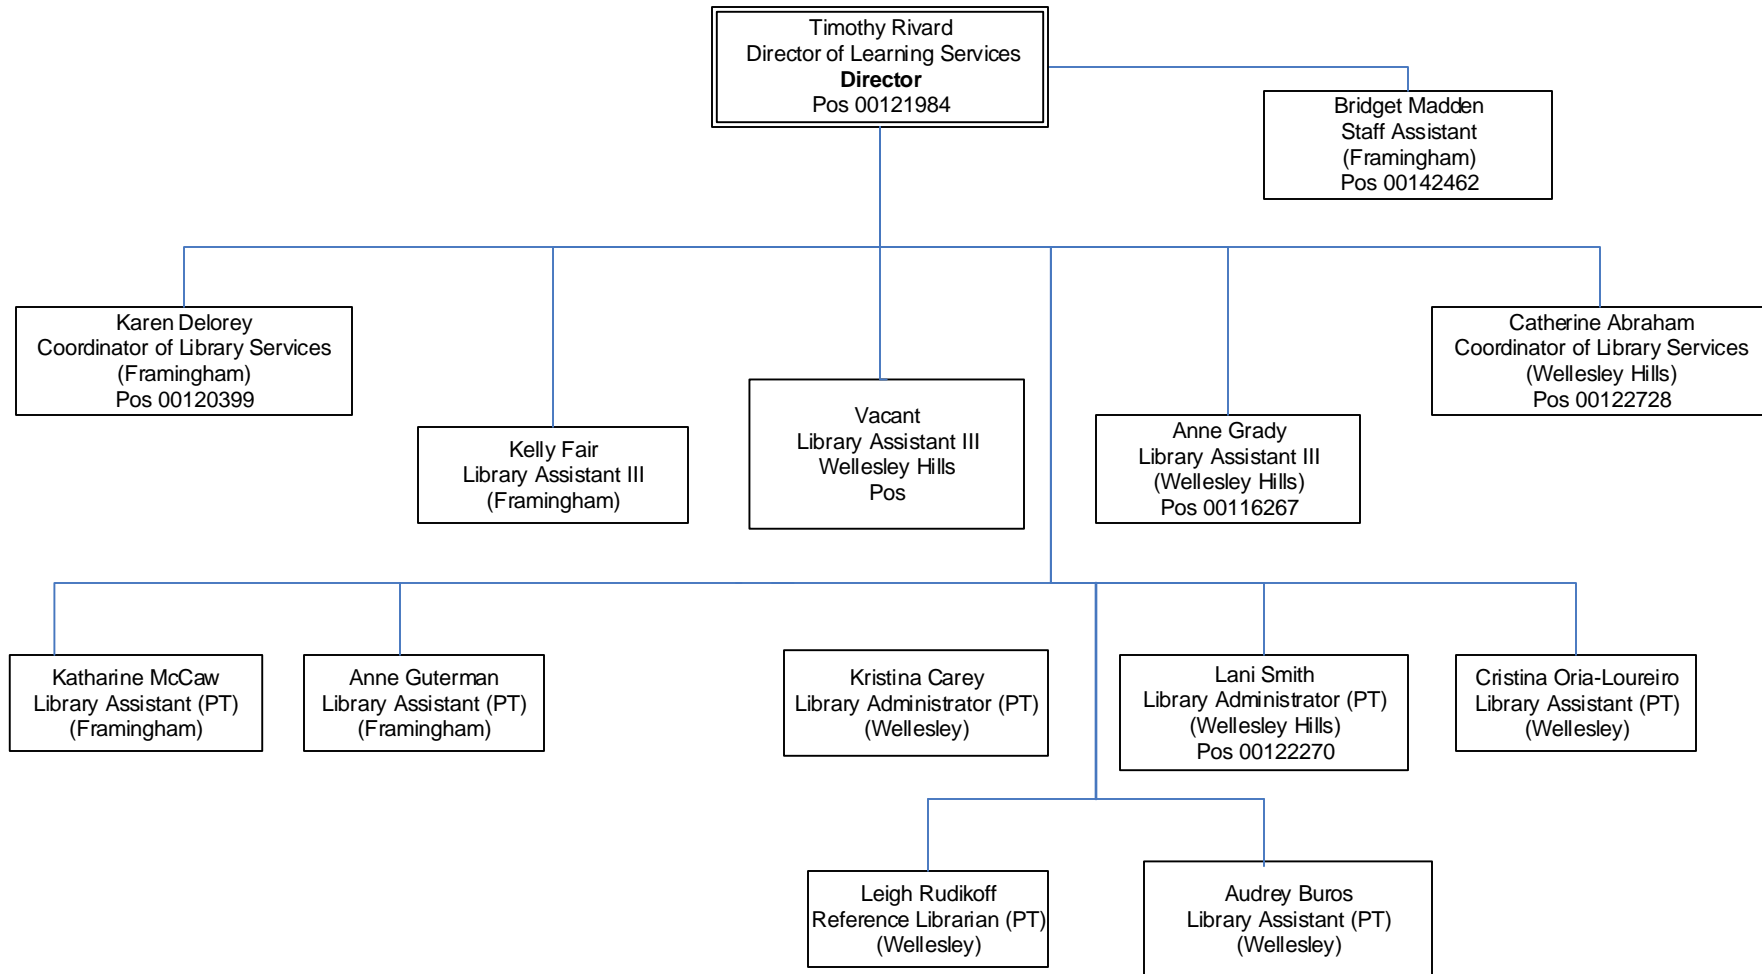 Timothy Rivard
Director of Learning Services
Director
Pos 00121984
Bridget Madden
Staff Assistant
(Framingham)
Pos 00142462
Karen Delorey
Coordinator of Library Services
(Framingham)
Pos 00120399
Kelly Fair
Library Assistant III
(Framingham)
Vacant
Library Assistant III
Wellesley Hills
Pos
Anne Grady
Library Assistant III
(Wellesley Hills)
Pos 00116267
Catherine Abraham
Coordinator of Library Services
(Wellesley Hills)
Pos 00122728
Katharine McCaw
Library Assistant (PT)
(Framingham)
Anne Guterman
Library Assistant (PT)
(Framingham)
Kristina Carey
Library Administrator (PT)
(Wellesley)
Lani Smith
Library Administrator (PT)
(Wellesley Hills)
Pos 00122270
Cristina Oria-Loureiro
Library Assistant (PT)
(Wellesley)
Leigh Rudikoff
Reference Librarian (PT)
(Wellesley)
Audrey Buros
Library Assistant (PT)
(Wellesley)